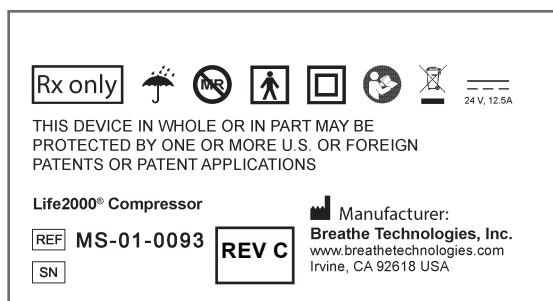 Rx only
MR
24 V, 12.5A
THIS DEVICE IN WHOLE OR IN PART MAY BE
PROTECTED BY ONE OR MORE U.S. OR FOREIGN
PATENTS OR PATENT APPLICATIONS
Life2000® Compressor
REF MS-01-0093
SN
REV C
Manufacturer:
Breathe Technologies, Inc.
www.breathetechnologies.com
Irvine, CA 92618 USA